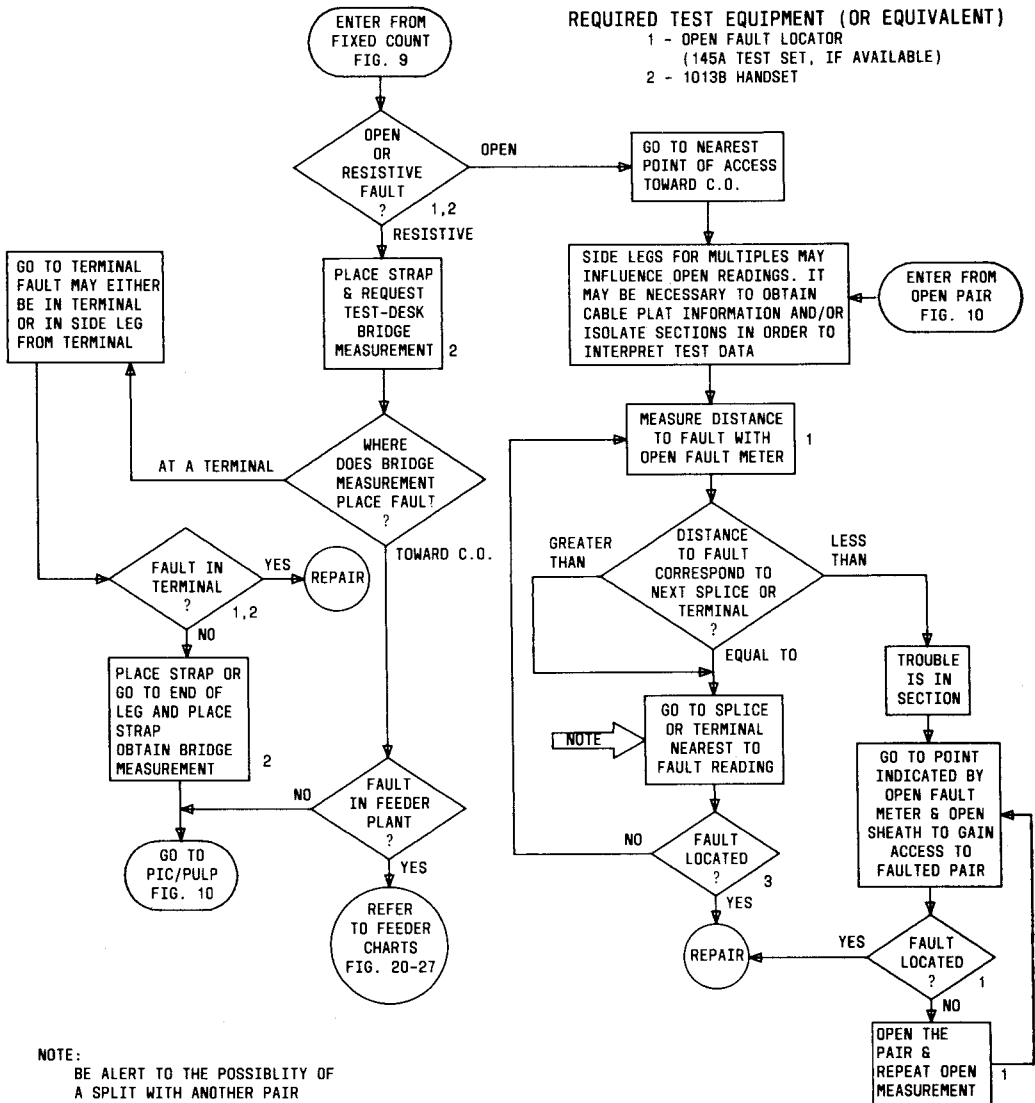 ENTER FROM
FIXED COUNT
FIG. 9
REQUIRED TEST EQUIPMENT (OR EQUIVALENT)
1 - OPEN FAULT LOCATOR
(145A TEST SET, IF AVAILABLE)
2 - 1013B HANDSET
OPEN
OR
RESISTIVE
FAULT
?
1,2
OPEN
RESISTIVE
GO TO NEAREST
POINT OF ACCESS
TOWARD C.O.
GO TO TERMINAL
FAULT MAY EITHER
BE IN TERMINAL
OR IN SIDE LEG
FROM TERMINAL
PLACE STRAP
& REQUEST
TEST-DESK
BRIDGE
MEASUREMENT
2
SIDE LEGS FOR MULTIPLES MAY
INFLUENCE OPEN READINGS. IT
MAY BE NECESSARY TO OBTAIN
CABLE PLAT INFORMATION AND/OR
ISOLATE SECTIONS IN ORDER TO
INTERPRET TEST DATA
ENTER FROM
OPEN PAIR
FIG. 10
WHERE
DOES BRIDGE
MEASUREMENT
PLACE FAULT
?
AT A TERMINAL
TOWARD C.O.
MEASURE DISTANCE
TO FAULT WITH
OPEN FAULT METER
1
FAULT IN
TERMINAL
?
1,2
YES
REPAIR
NO
DISTANCE
TO FAULT
CORRESPOND TO
NEXT SPLICE OR
TERMINAL
?
GREATER
THAN
LESS
THAN
EQUAL TO
PLACE STRAP OR
GO TO END OF
LEG AND PLACE
STRAP
OBTAIN BRIDGE
MEASUREMENT
2
TROUBLE
IS IN
SECTION
NOTE
GO TO SPLICE
OR TERMINAL
NEAREST TO
FAULT READING
GO TO POINT
INDICATED BY
OPEN FAULT
METER & OPEN
SHEATH TO GAIN
ACCESS TO
FAULTED PAIR
FAULT
IN FEEDER
PLANT
?
NO
YES
GO TO
PIC/PULP
FIG. 10
REFER
TO FEEDER
CHARTS
FIG. 20-27
FAULT
LOCATED
?
3
NO
YES
REPAIR
FAULT
LOCATED
?
1
YES
NO
OPEN THE
PAIR &
REPEAT OPEN
MEASUREMENT
1
NOTE:
BE ALERT TO THE POSSIBLITY OF
A SPLIT WITH ANOTHER PAIR